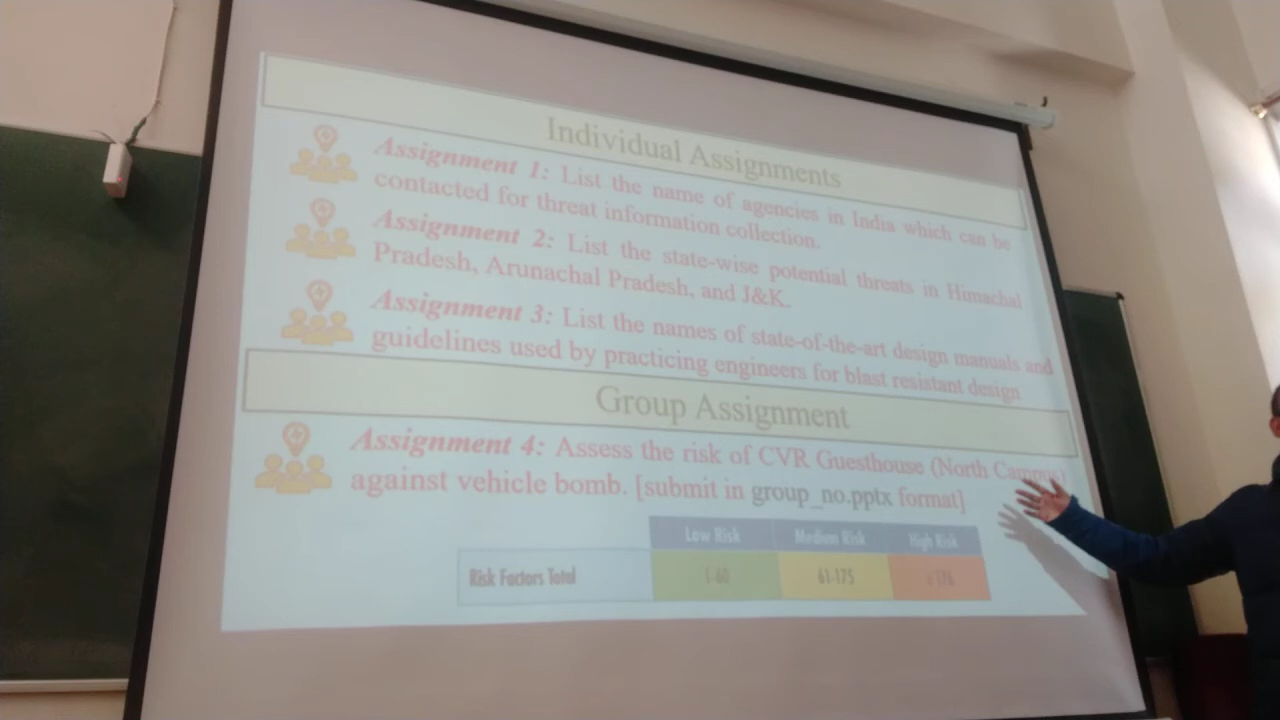 Individual Assignments
Assignment 1: List the name of agencies in India which can be
contacted for threat information collection.
Assignment 2: List the state-wise potential threats in Himachal
Pradesh, Arunachal Pradesh, and J&K.
Assignment 3: List the names of state-of-the-art design manuals and
guidelines used by practicing engineers for blast resistant design
Group Assignment
Assignment 4: Assess the risk of CVR Guesthouse (North Campus)
against vehicle bomb. [submit in group_no.pptx format]
Low Risk Medium Risk High Risk
Risk Factors Total 1-60 61-175